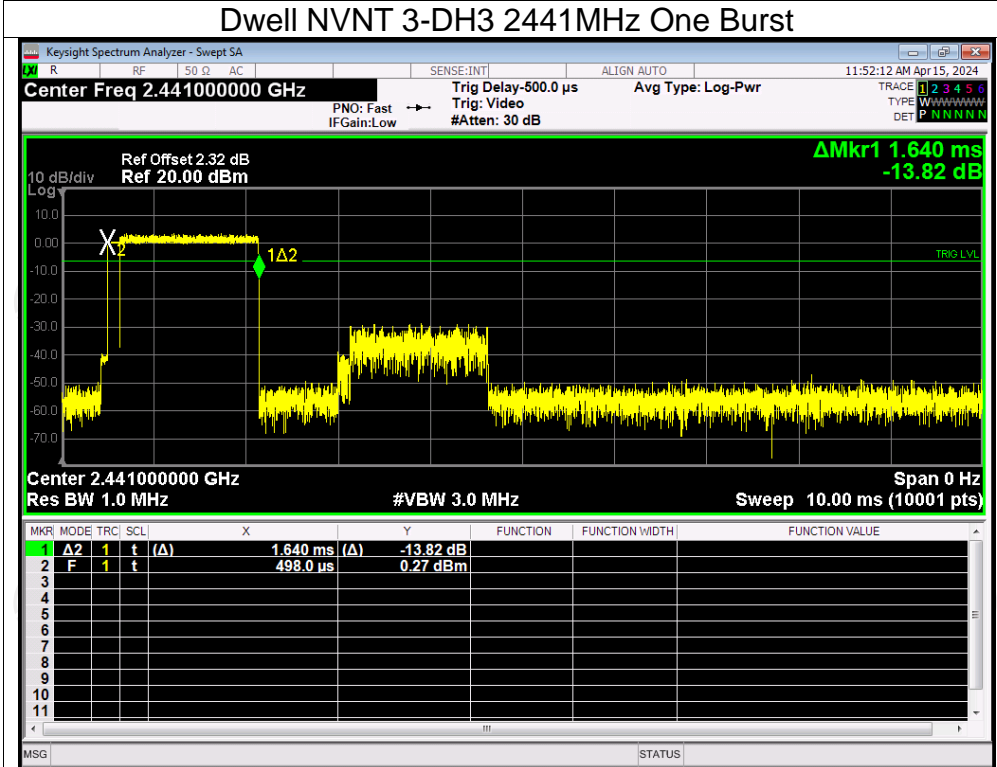 Dwell NVNT 3-DH3 2441MHz One Burst
Keysight Spectrum Analyzer - Swept SA
LXI R RF 50 Ω AC SENSE:INT ALIGN AUTO 11:52:12 AM Apr 15, 2024
Center Freq 2.441000000 GHz
PNO: Fast
IFGain:Low
Trig Delay-500.0 µs
Trig: Video
#Atten: 30 dB
Avg Type: Log-Pwr
TRACE 1 2 3 4 5 6
TYPE WWWWWW
DET P N N N N N
ΔMkr1 1.640 ms
-13.82 dB
Ref Offset 2.32 dB
10 dB/div Ref 20.00 dBm
Log
10.0
0.00
-10.0
-20.0
-30.0
-40.0
-50.0
-60.0
-70.0
2
1Δ2
TRIG LVL
Center 2.441000000 GHz Span 0 Hz
Res BW 1.0 MHz #VBW 3.0 MHz Sweep 10.00 ms (10001 pts)
MKR MODE TRC SCL X Y FUNCTION FUNCTION WIDTH FUNCTION VALUE
1 Δ2 1 t (Δ) 1.640 ms (Δ) -13.82 dB
2 F 1 t 498.0 µs 0.27 dBm
3
4
5
6
7
8
9
10
11
MSG STATUS